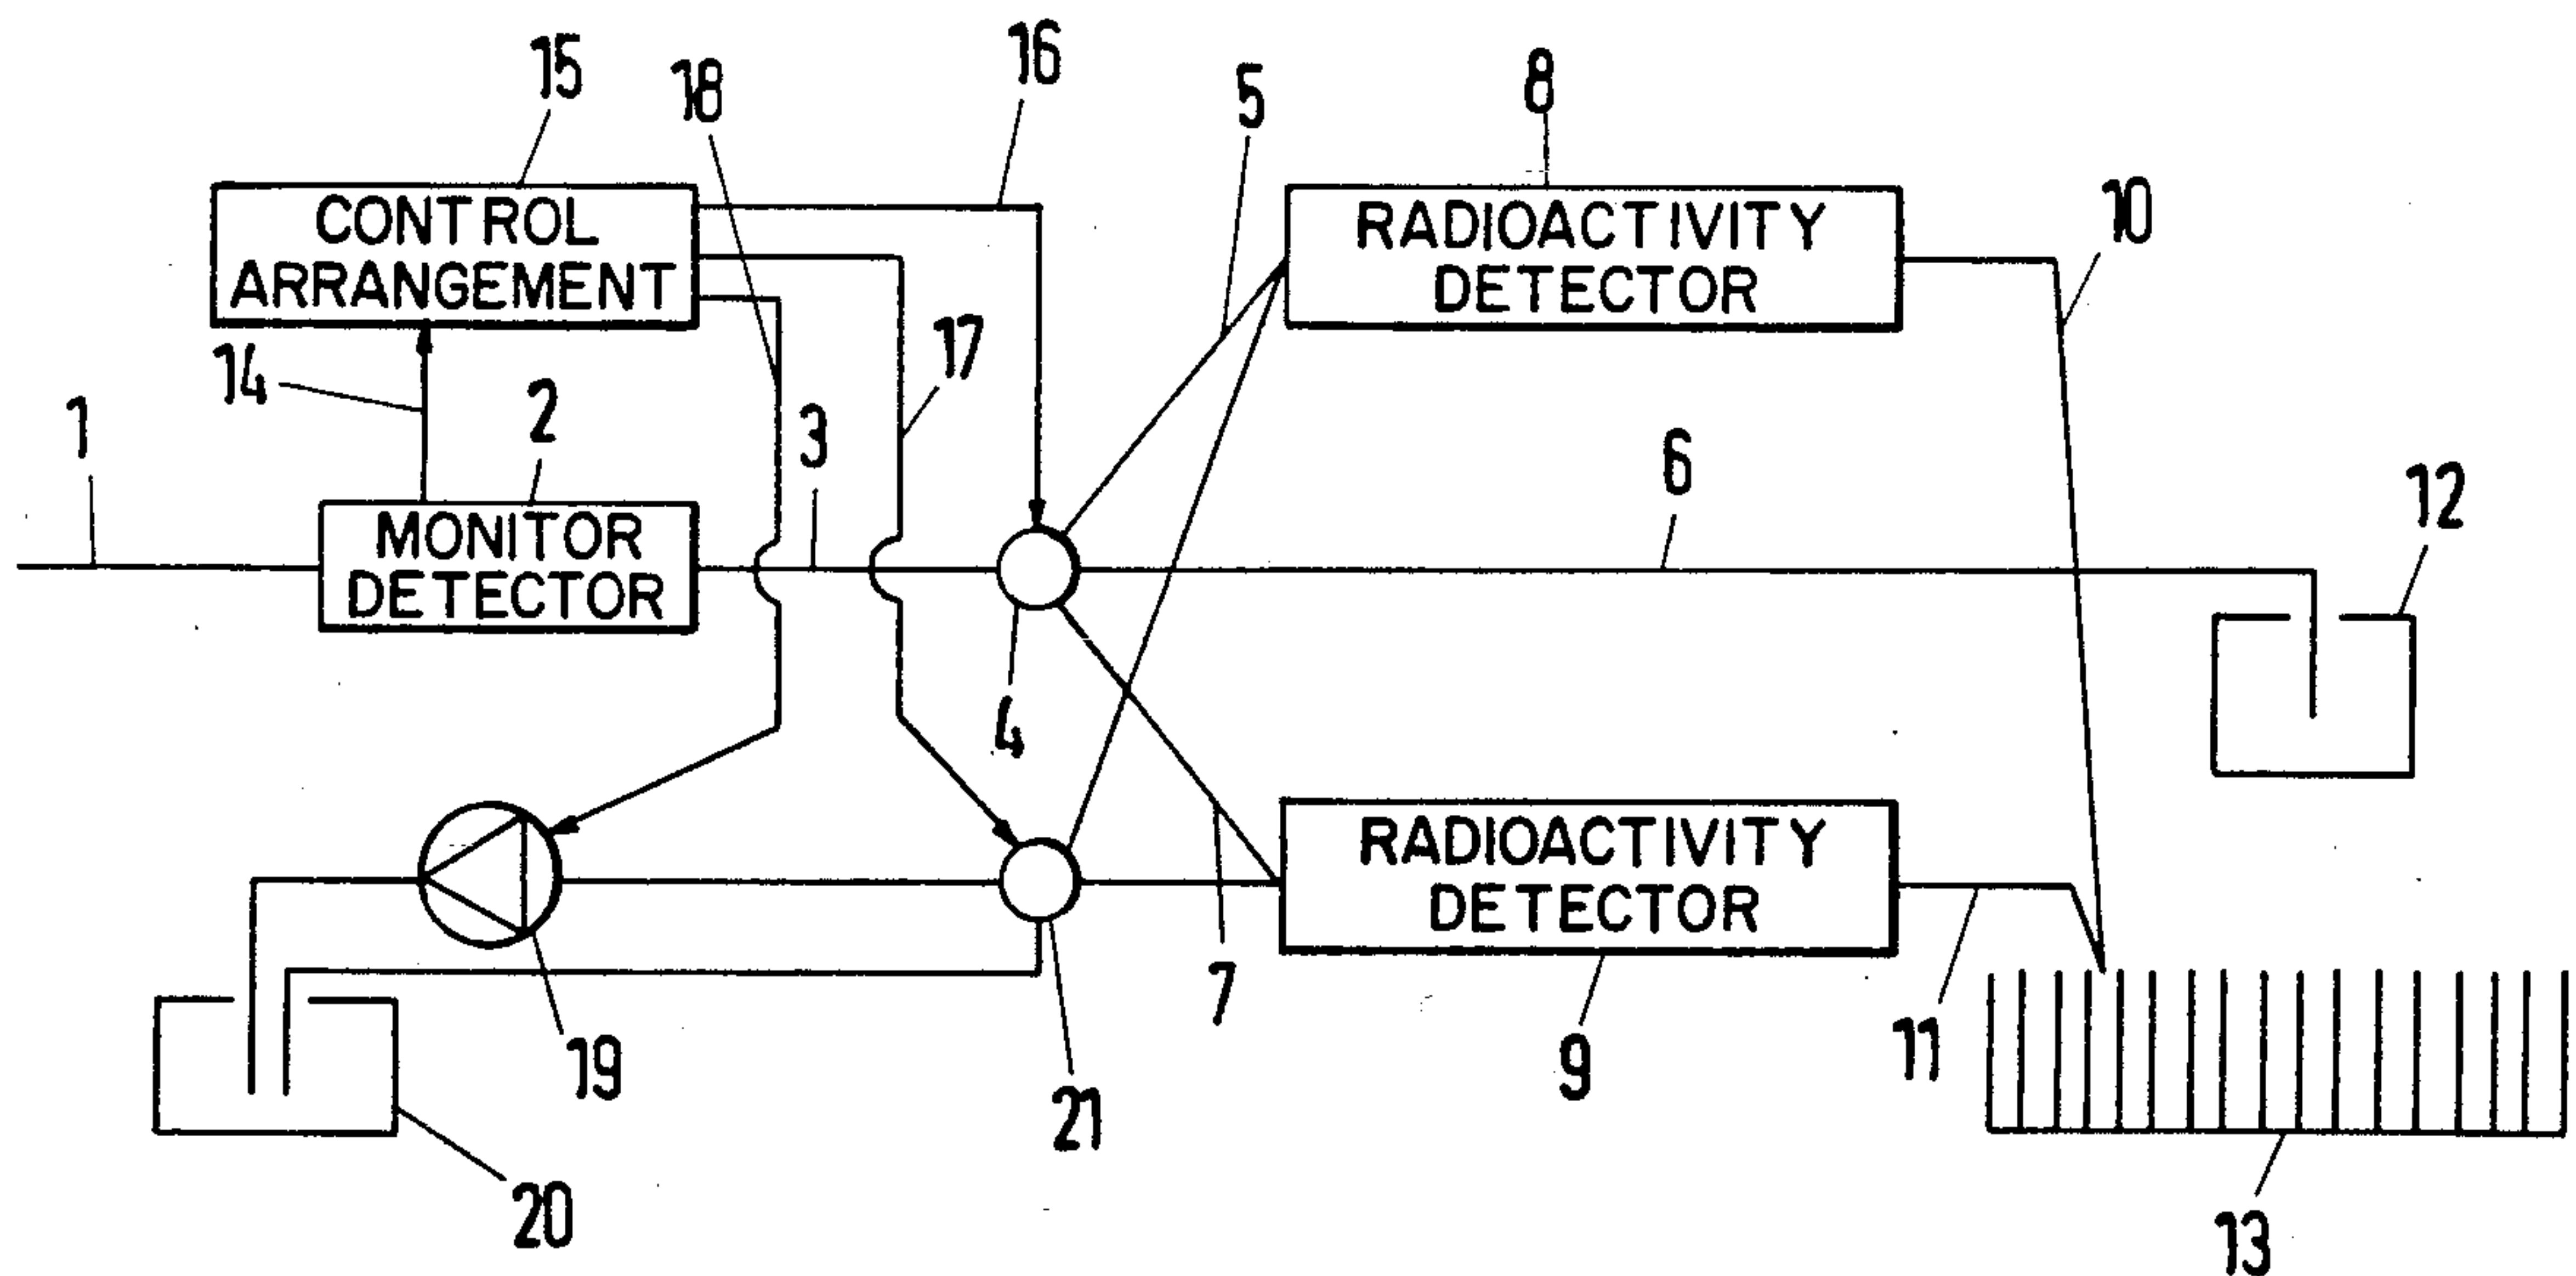 15
18
16
5
8
10
CONTROL
ARRANGEMENT
RADIOACTIVITY
DETECTOR
14
17
1
2
3
6
12
MONITOR
DETECTOR
4
RADIOACTIVITY
DETECTOR
7
19
21
9
11
20
13